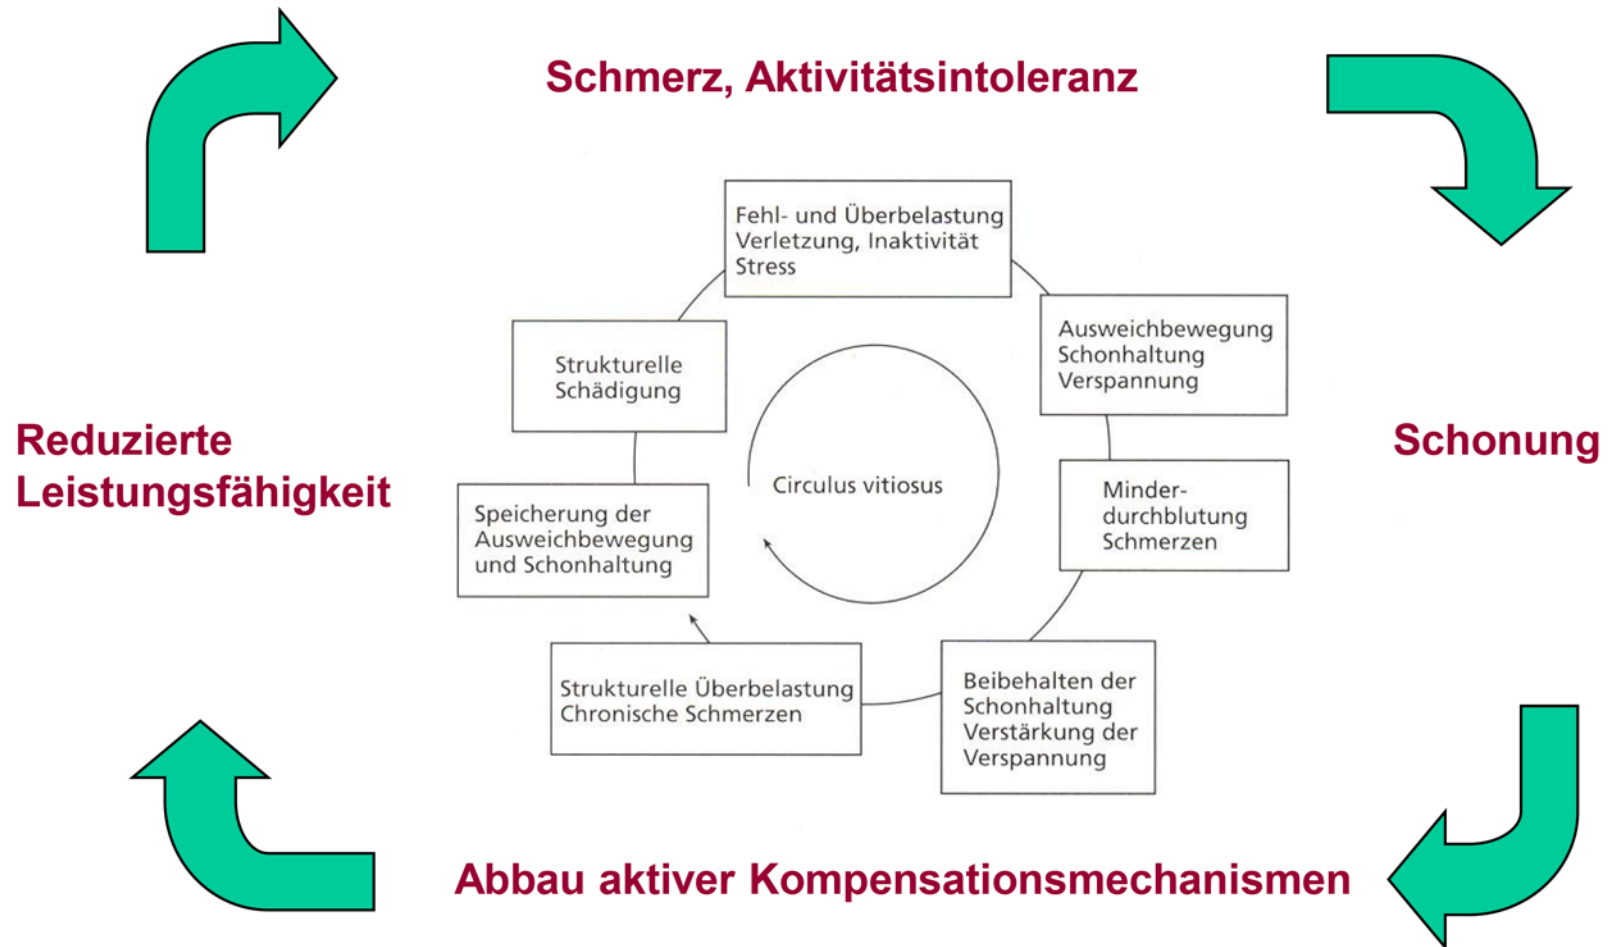 Schmerz, Aktivitätsintoleranz
Fehl- und Überbelastung
Verletzung, Inaktivität
Stress
Ausweichbewegung
Schonhaltung
Verspannung
Strukturelle
Schädigung
Reduzierte
Leistungsfähigkeit
Schonung
Circulus vitiosus
Minder-
durchblutung
Schmerzen
Speicherung der
Ausweichbewegung
und Schonhaltung
Beibehalten der
Schonhaltung
Verstärkung der
Verspannung
Strukturelle Überbelastung
Chronische Schmerzen
Abbau aktiver Kompensationsmechanismen